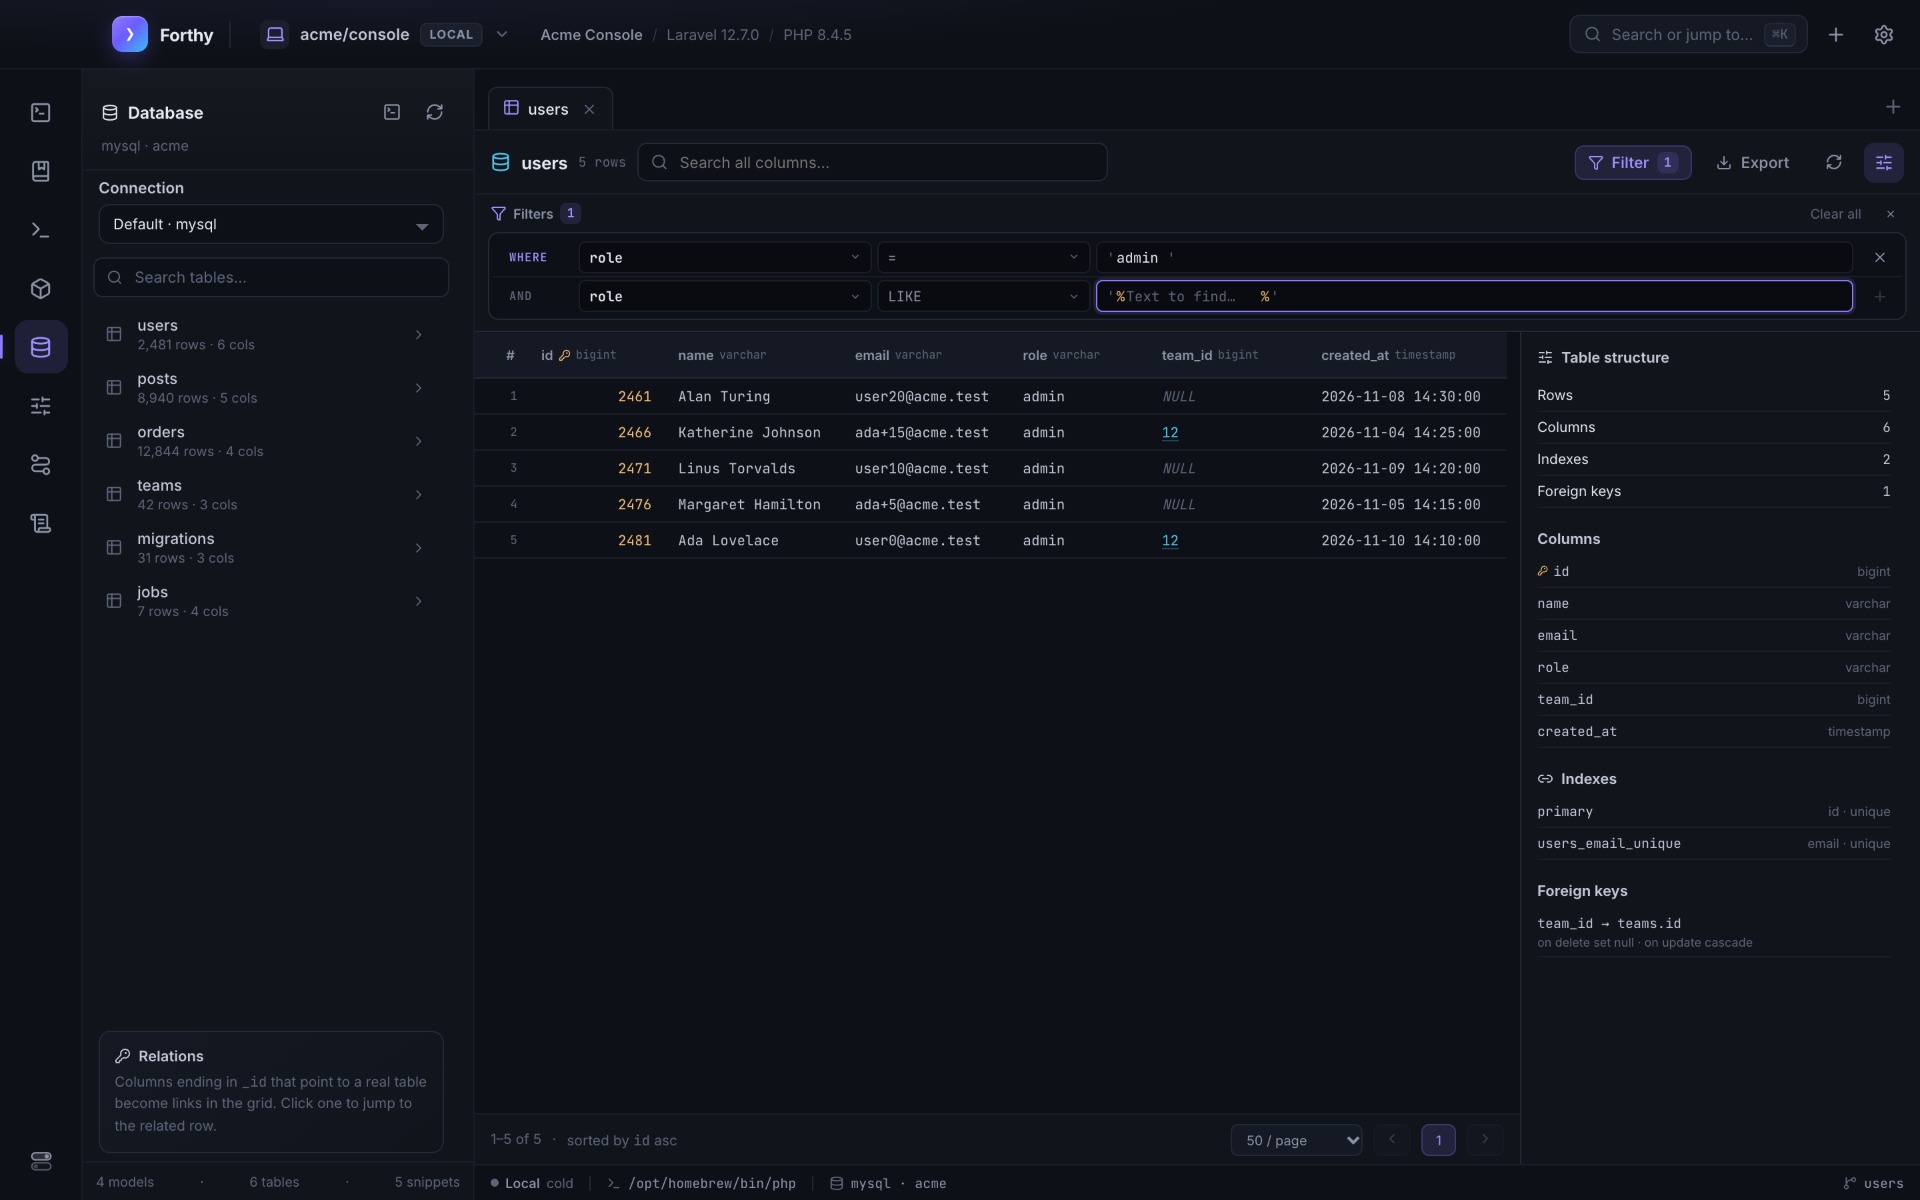 Forthy
acme/console LOCAL
Acme Console / Laravel 12.7.0 / PHP 8.4.5
Search or jump to... ⌘K
Database
mysql · acme
Connection
Default · mysql
Search tables...
users
2,481 rows · 6 cols
posts
8,940 rows · 5 cols
orders
12,844 rows · 4 cols
teams
42 rows · 3 cols
migrations
31 rows · 3 cols
jobs
7 rows · 4 cols
Relations
Columns ending in _id that point to a real table
become links in the grid. Click one to jump to
the related row.
4 models · 6 tables · 5 snippets
users
users 5 rows
Search all columns...
Filter 1
Export
Filters 1
Clear all
WHERE role = 'admin '
AND role LIKE '%Text to find… %'
# id bigint name varchar email varchar role varchar team_id bigint created_at timestamp
1 2461 Alan Turing user20@acme.test admin NULL 2026-11-08 14:30:00
2 2466 Katherine Johnson ada+15@acme.test admin 12 2026-11-04 14:25:00
3 2471 Linus Torvalds user10@acme.test admin NULL 2026-11-09 14:20:00
4 2476 Margaret Hamilton ada+5@acme.test admin NULL 2026-11-05 14:15:00
5 2481 Ada Lovelace user0@acme.test admin 12 2026-11-10 14:10:00
1–5 of 5 · sorted by id asc
50 / page
1
Table structure
Rows 5
Columns 6
Indexes 2
Foreign keys 1
Columns
id bigint
name varchar
email varchar
role varchar
team_id bigint
created_at timestamp
Indexes
primary id · unique
users_email_unique email · unique
Foreign keys
team_id → teams.id
on delete set null · on update cascade
Local cold
/opt/homebrew/bin/php
mysql · acme
users